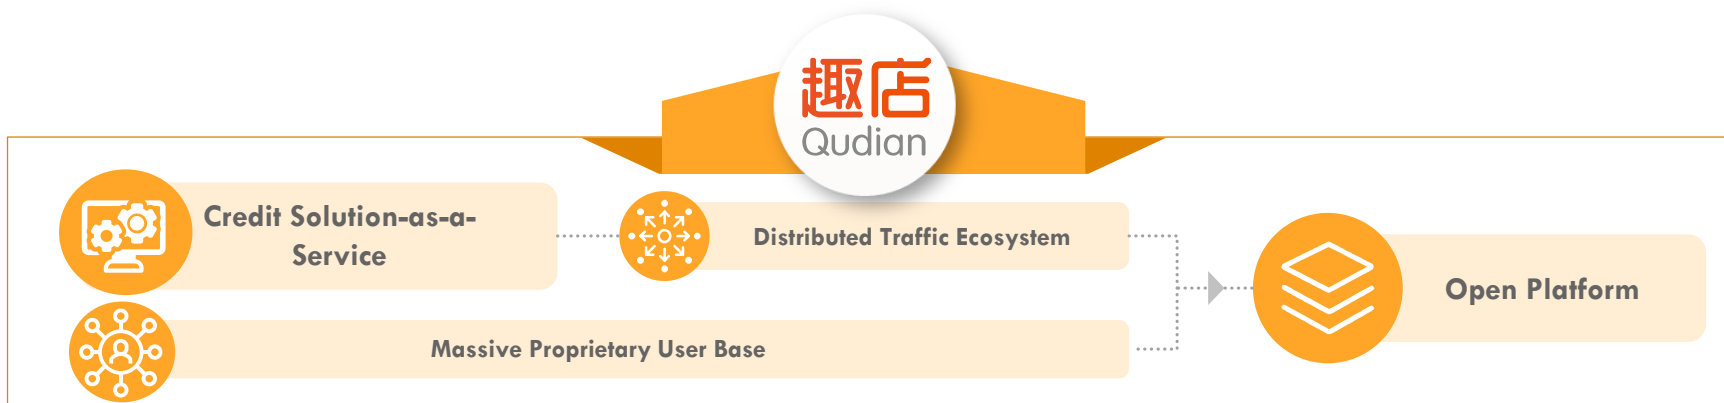 趣店
Qudian
Credit Solution-as-a-
Service
Distributed Traffic Ecosystem
Open Platform
Massive Proprietary User Base